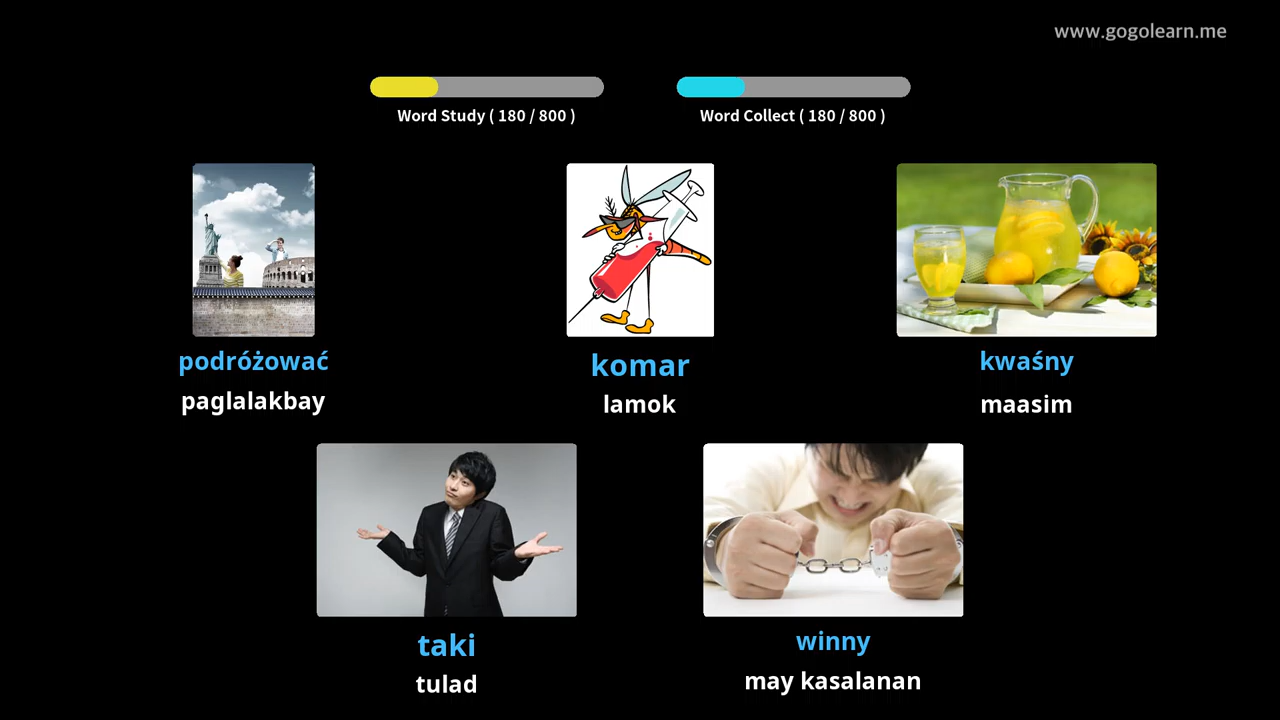 www.gogolearn.me
Word Study ( 180 / 800 )
Word Collect ( 180 / 800 )
podróżować
paglalakbay
komar
lamok
kwaśny
maasim
taki
tulad
winny
may kasalanan